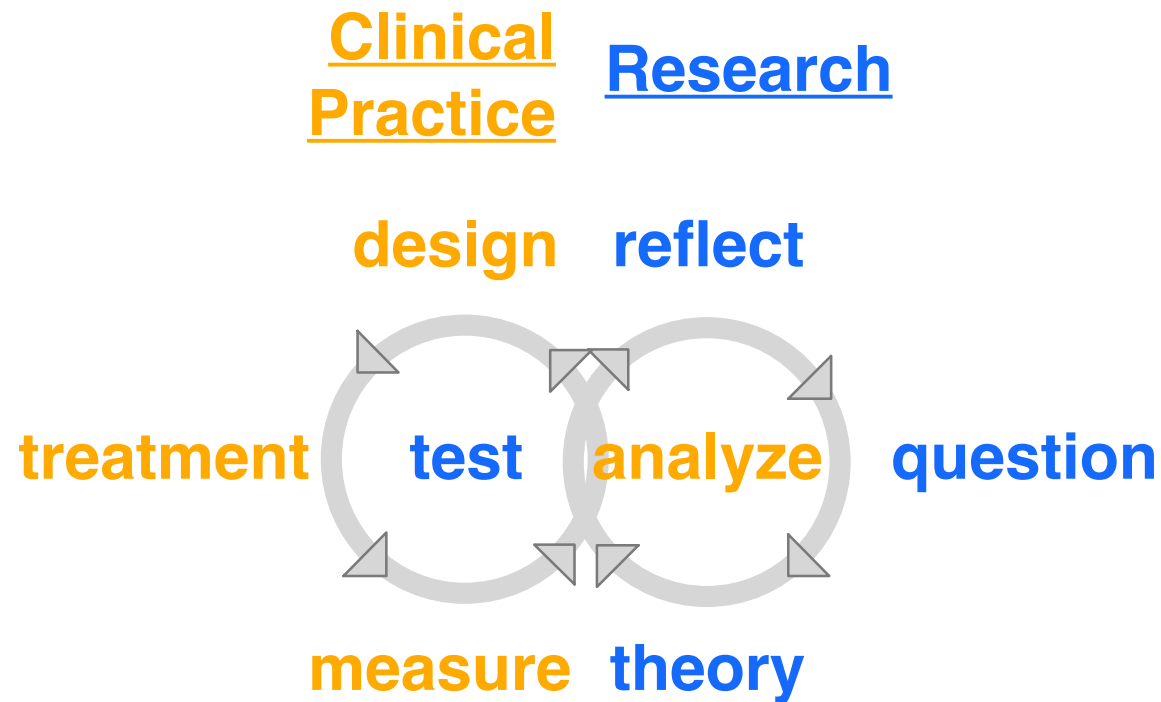 Clinical
Practice
Research
design reflect
treatment test analyze question
measure theory